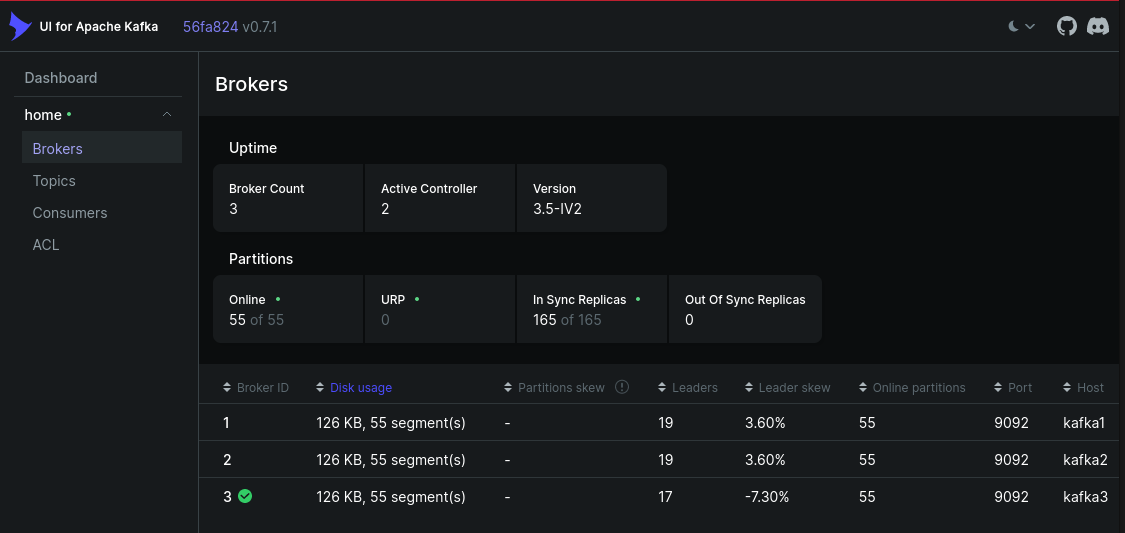 UI for Apache Kafka 56fa824 v0.7.1
Dashboard
home
Brokers
Topics
Consumers
ACL
Brokers
Uptime
Broker Count Active Controller Version
3 2 3.5-IV2
Partitions
Online URP In Sync Replicas Out Of Sync Replicas
55 of 55 0 165 of 165 0
Broker ID Disk usage Partitions skew Leaders Leader skew Online partitions Port Host
1 126 KB, 55 segment(s) - 19 3.60% 55 9092 kafka1
2 126 KB, 55 segment(s) - 19 3.60% 55 9092 kafka2
3 126 KB, 55 segment(s) - 17 -7.30% 55 9092 kafka3